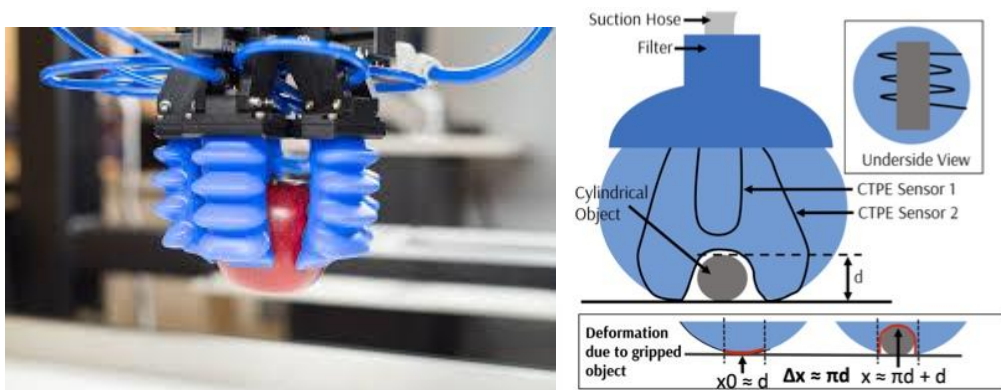 Suction Hose
Filter
Underside View
Cylindrical
Object
CTPE Sensor 1
CTPE Sensor 2
d
Deformation
due to gripped
object
x0 ≈ d
Δx ≈ πd
x ≈ πd + d